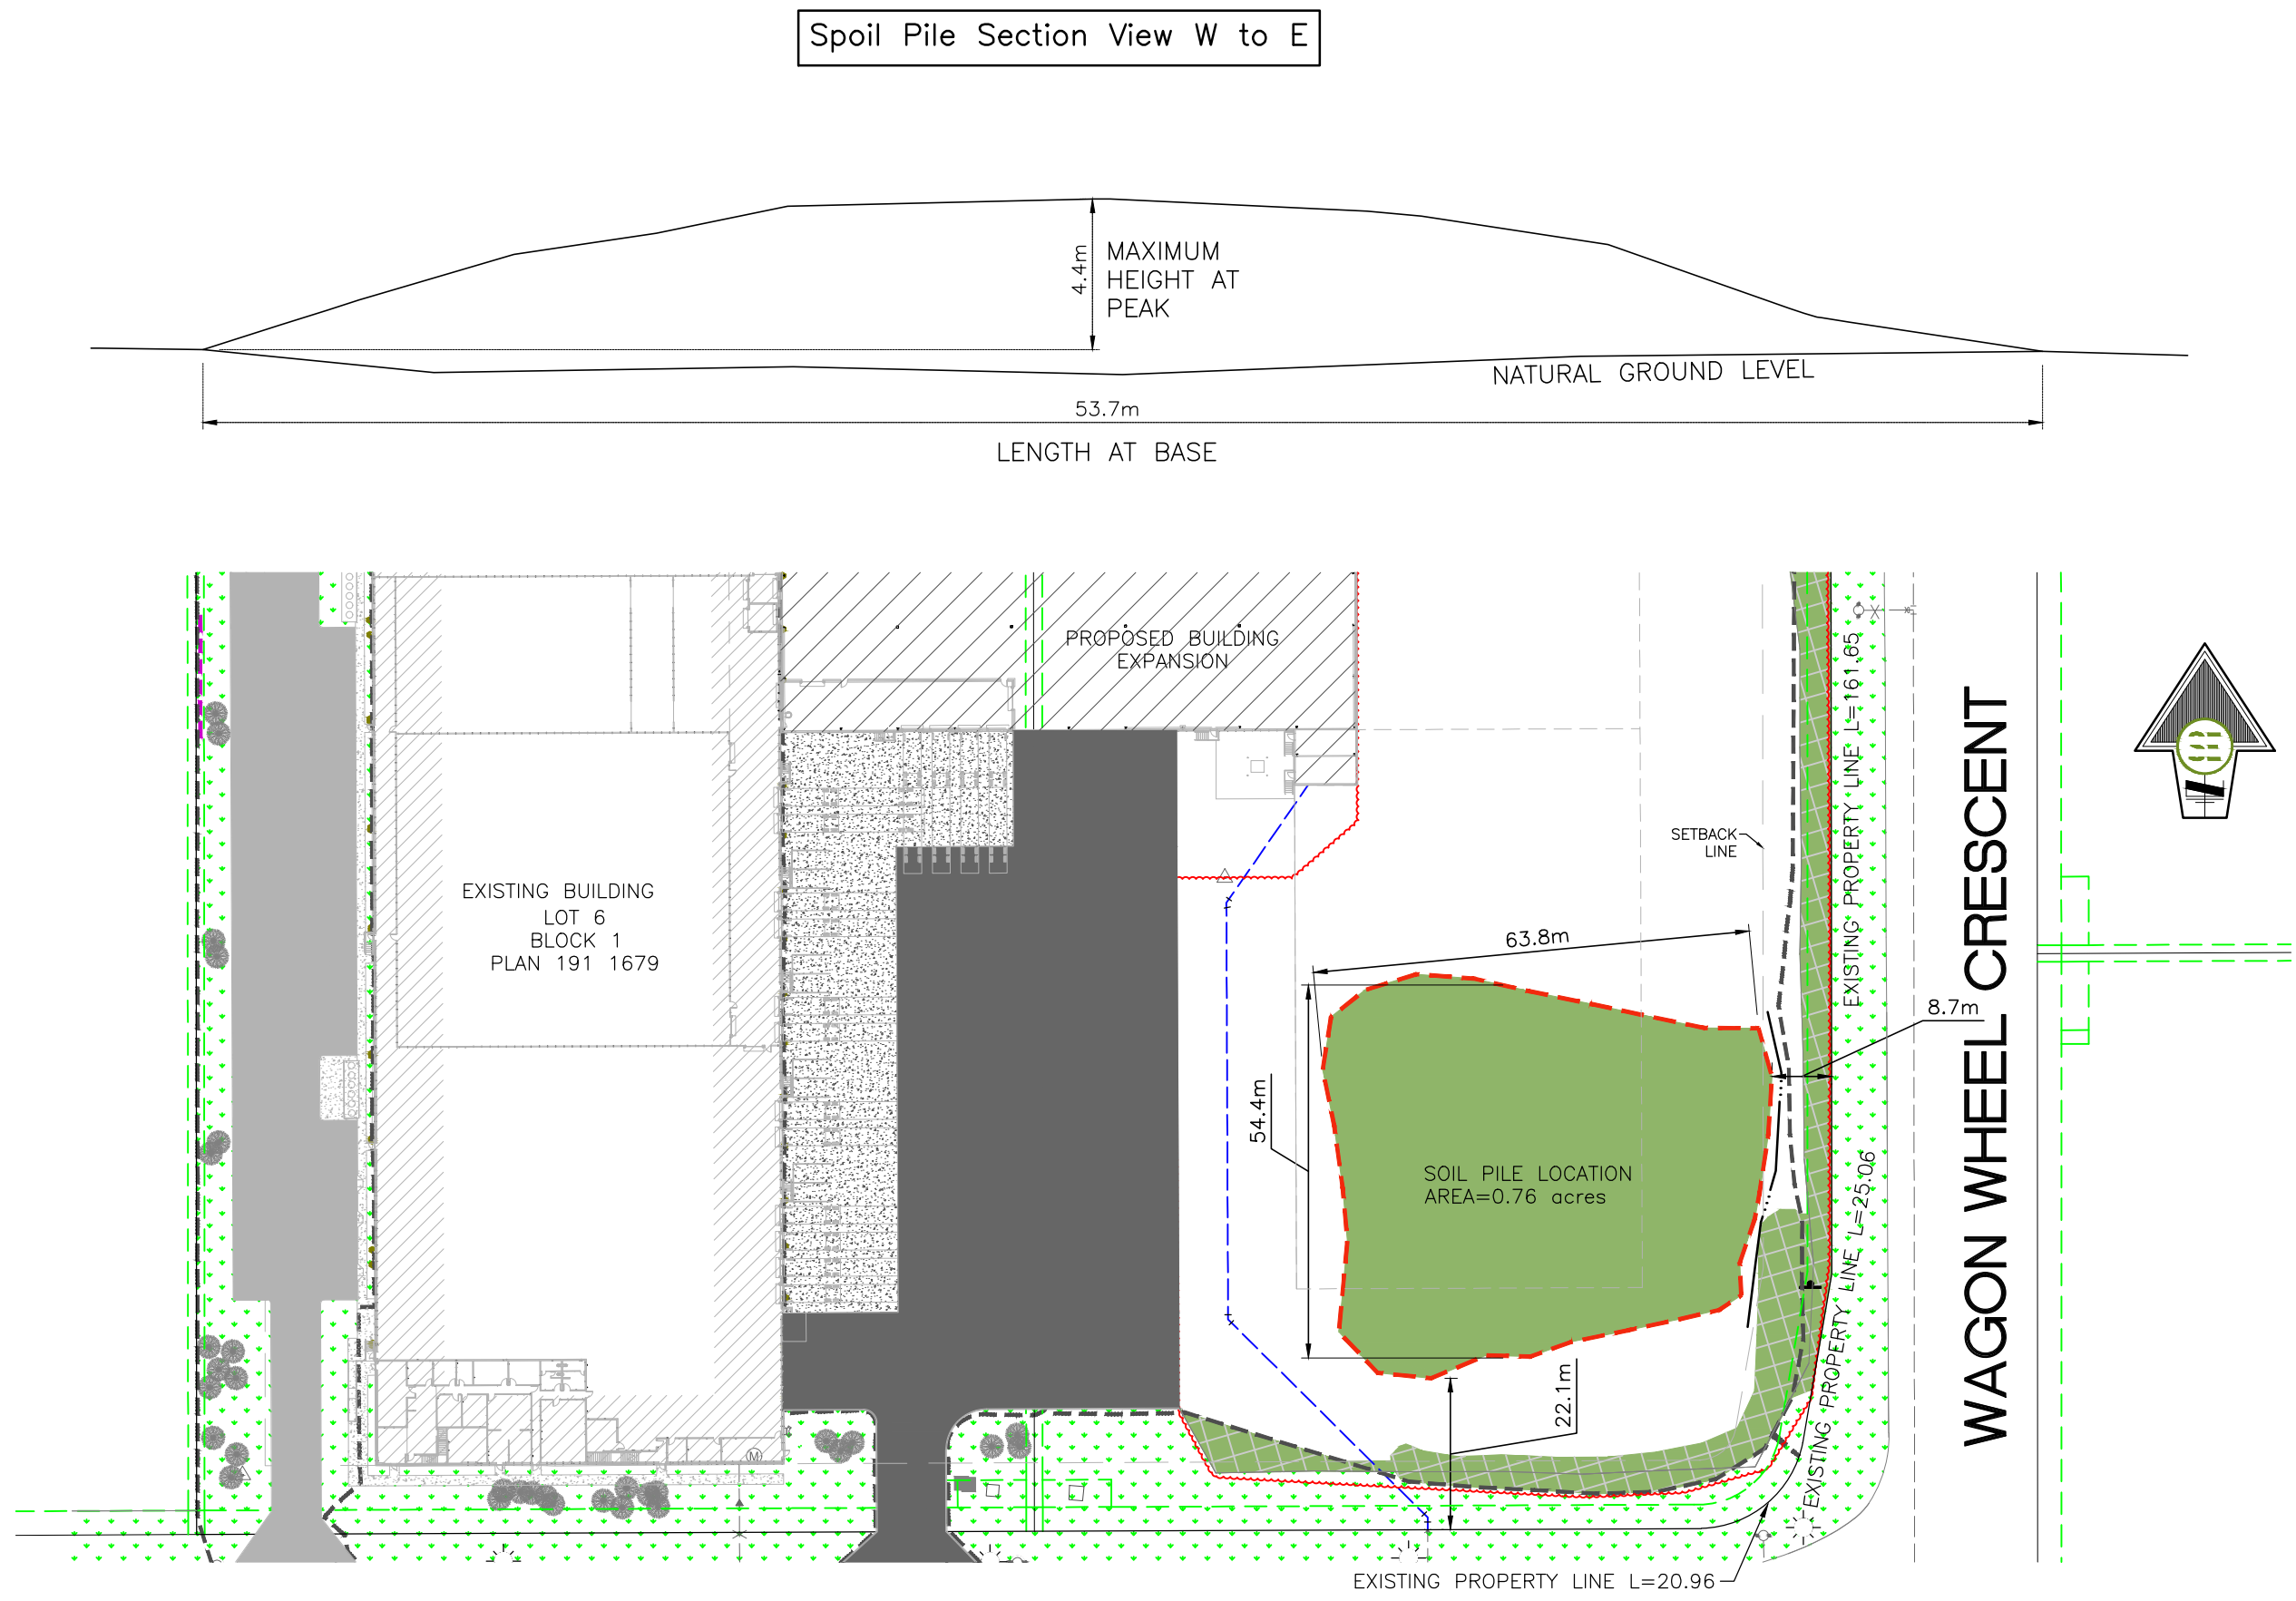 Spoil Pile Section View W to E
4.4m
MAXIMUM
HEIGHT AT
PEAK
NATURAL GROUND LEVEL
53.7m
LENGTH AT BASE
PROPOSED BUILDING
EXPANSION
EXISTING PROPERTY LINE L=161.65
SETBACK
LINE
EXISTING BUILDING
LOT 6
BLOCK 1
PLAN 191 1679
63.8m
8.7m
WAGON WHEEL CRESCENT
54.4m
SOIL PILE LOCATION
AREA=0.76 acres
EXISTING PROPERTY LINE L=25.06
22.1m
M
EXISTING PROPERTY LINE L=20.96